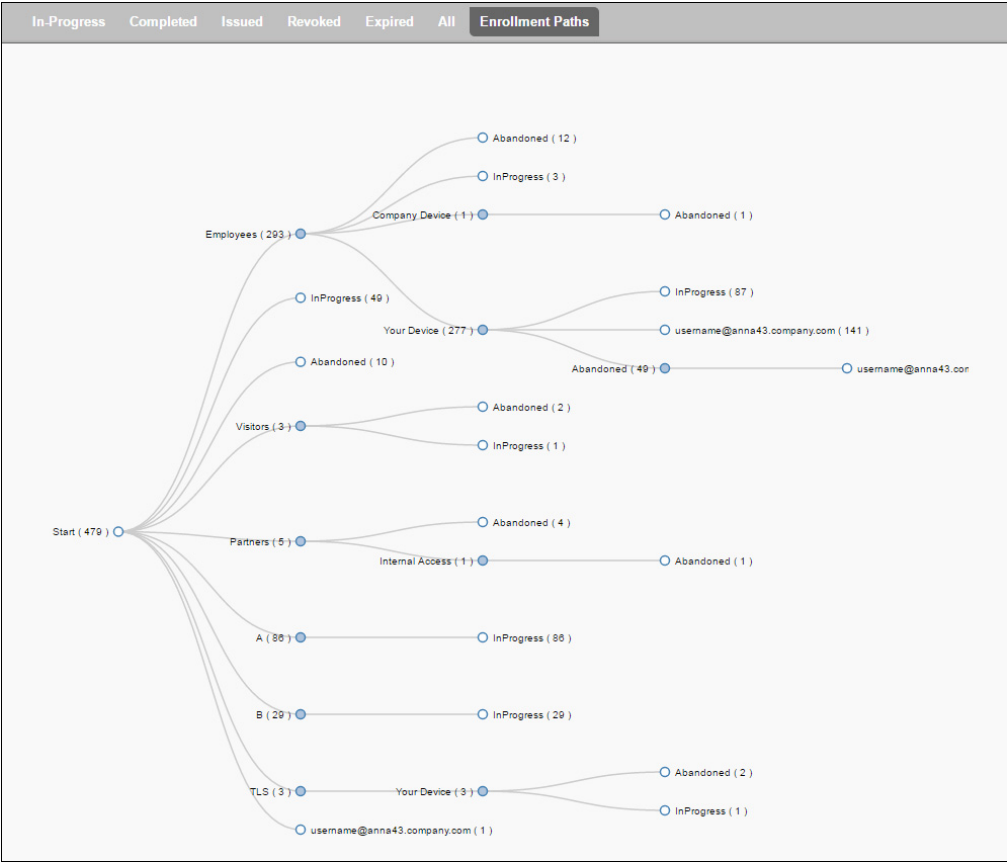 In-Progress Completed Issued Revoked Expired All Enrollment Paths
Abandoned ( 12 )
InProgress ( 3 )
Company Device ( 1 ) Abandoned ( 1 )
Employees ( 293 )
InProgress ( 87 )
InProgress ( 49 )
Your Device ( 277 ) username@anna43.company.com ( 141 )
Abandoned ( 10 )
Abandoned ( 49 ) username@anna43.con
Abandoned ( 2 )
Visitors ( 3 )
InProgress ( 1 )
Abandoned ( 4 )
Start ( 479 )
Partners ( 5 )
Internal Access ( 1 ) Abandoned ( 1 )
A ( 86 ) InProgress ( 86 )
B ( 29 ) InProgress ( 29 )
Abandoned ( 2 )
TLS ( 3 ) Your Device ( 3 )
InProgress ( 1 )
username@anna43.company.com ( 1 )